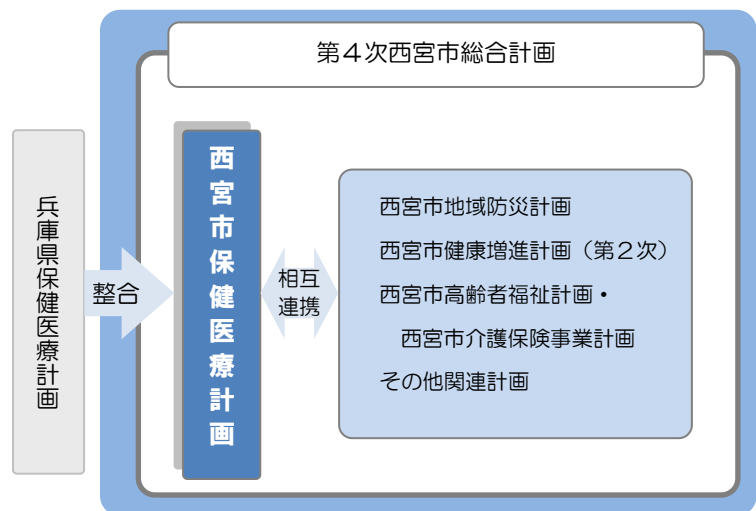 第４次西宮市総合計画
兵庫県保健医療計画
整合
西宮市保健医療計画
相互
連携
西宮市地域防災計画
西宮市健康増進計画（第２次）
西宮市高齢者福祉計画・
西宮市介護保険事業計画
その他関連計画